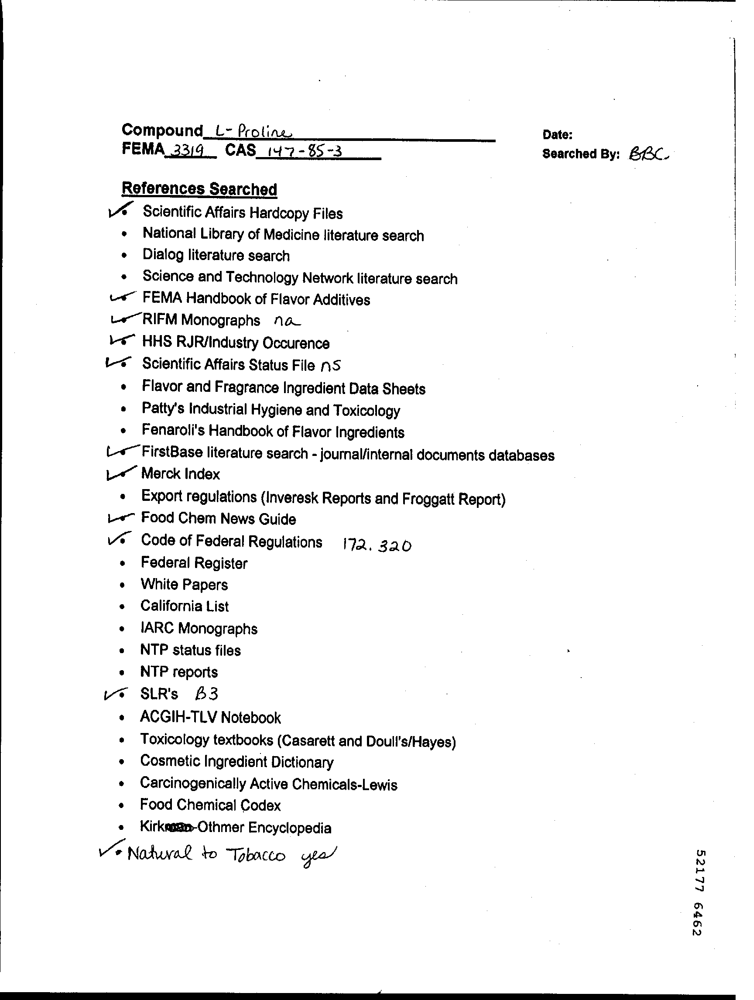 Compound L-Proline
Date:
FEMA 3319 CAS 147-85-3
Searched By: BBC.
References Searched
✓• Scientific Affairs Hardcopy Files
• National Library of Medicine literature search
• Dialog literature search
• Science and Technology Network literature search
✓• FEMA Handbook of Flavor Additives
✓• RIFM Monographs na
✓• HHS RJR/Industry Occurence
✓• Scientific Affairs Status File ns
• Flavor and Fragrance Ingredient Data Sheets
• Patty's Industrial Hygiene and Toxicology
• Fenaroli's Handbook of Flavor Ingredients
✓• FirstBase literature search - journal/internal documents databases
✓• Merck Index
• Export regulations (Inveresk Reports and Froggatt Report)
✓• Food Chem News Guide
✓• Code of Federal Regulations 172.320
• Federal Register
• White Papers
• California List
• IARC Monographs
• NTP status files
• NTP reports
✓• SLR's B3
• ACGIH-TLV Notebook
• Toxicology textbooks (Casarett and Doull's/Hayes)
• Cosmetic Ingredient Dictionary
• Carcinogenically Active Chemicals-Lewis
• Food Chemical Codex
• Kirk-Othmer Encyclopedia
✓• Natural to Tobacco yes
52177 6462